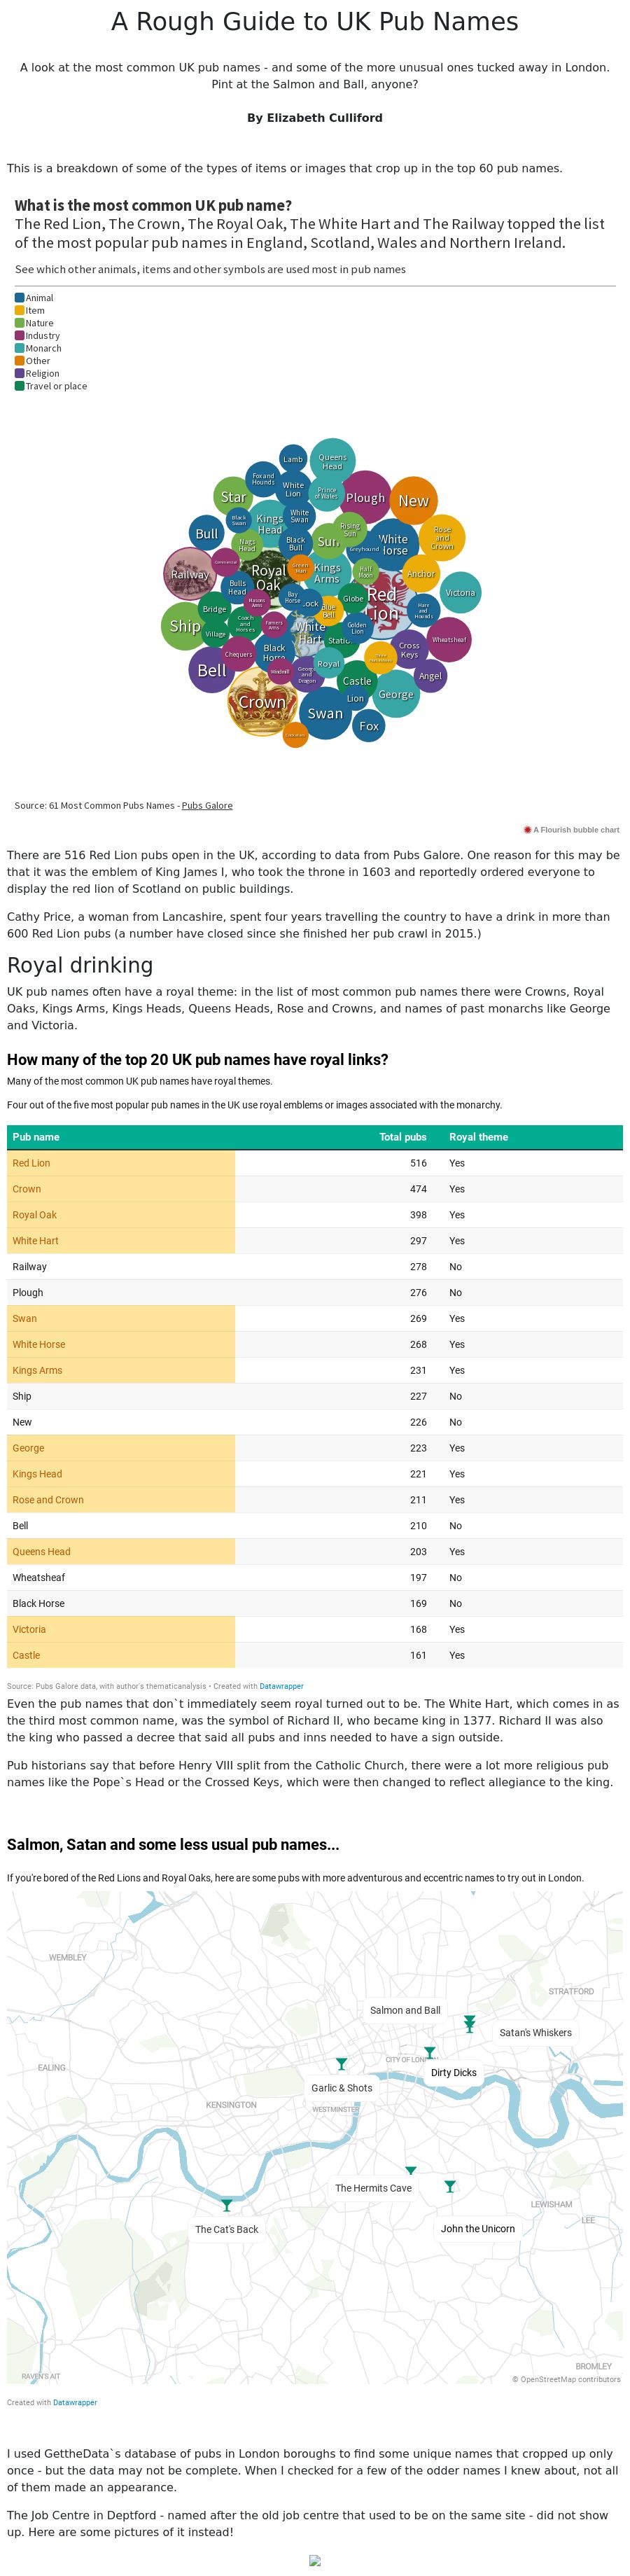 A Rough Guide to UK Pub Names
A look at the most common UK pub names - and some of the more unusual ones tucked away in London.
Pint at the Salmon and Ball, anyone?
By Elizabeth Culliford
This is a breakdown of some of the types of items or images that crop up in the top 60 pub names.
What is the most common UK pub name?
The Red Lion, The Crown, The Royal Oak, The White Hart and The Railway topped the list
of the most popular pub names in England, Scotland, Wales and Northern Ireland.
See which other animals, items and other symbols are used most in pub names
Animal
Item
Nature
Industry
Monarch
Other
Religion
Travel or place
Lamb
Queens
Head
Fox and
Hounds
White
Lion
Prince
of Wales
Plough
New
Star
Black
Swan
Kings
Head
White
Swan
Rising
Sun
Rose
and
Crown
Bull
Nags
Head
Black
Bull
Sun
Greyhound
White
Horse
Railway
Commercial
Royal
Oak
Green
Man
Kings
Arms
Half
Moon
Anchor
Bulls
Head
Bay
Horse
Globe
Red
Lion
Victoria
Masons
Arms
Blue
Bell
Hare
and
Hounds
Bridge
Ship
Village
Coach
and
Horses
Farmers
Arms
White
Hart
Golden
Lion
Wheatsheaf
Chequers
Black
Horse
Royal
Cross
Keys
Bell
Windmill
George
and
Dragon
Castle
Angel
Crown
Swan
Lion
George
Fox
Source: 61 Most Common Pubs Names - Pubs Galore
A Flourish bubble chart
There are 516 Red Lion pubs open in the UK, according to data from Pubs Galore. One reason for this may be
that it was the emblem of King James I, who took the throne in 1603 and reportedly ordered everyone to
display the red lion of Scotland on public buildings.
Cathy Price, a woman from Lancashire, spent four years travelling the country to have a drink in more than
600 Red Lion pubs (a number have closed since she finished her pub crawl in 2015.)
Royal drinking
UK pub names often have a royal theme: in the list of most common pub names there were Crowns, Royal
Oaks, Kings Arms, Kings Heads, Queens Heads, Rose and Crowns, and names of past monarchs like George
and Victoria.
How many of the top 20 UK pub names have royal links?
Many of the most common UK pub names have royal themes.
Four out of the five most popular pub names in the UK use royal emblems or images associated with the monarchy.
Pub name Total pubs Royal theme
Red Lion 516 Yes
Crown 474 Yes
Royal Oak 398 Yes
White Hart 297 Yes
Railway 278 No
Plough 276 No
Swan 269 Yes
White Horse 268 Yes
Kings Arms 231 Yes
Ship 227 No
New 226 No
George 223 Yes
Kings Head 221 Yes
Rose and Crown 211 Yes
Bell 210 No
Queens Head 203 Yes
Wheatsheaf 197 No
Black Horse 169 No
Victoria 168 Yes
Castle 161 Yes
Source: Pubs Galore data, with author's thematicanalysis • Created with Datawrapper
Even the pub names that don`t immediately seem royal turned out to be. The White Hart, which comes in as
the third most common name, was the symbol of Richard II, who became king in 1377. Richard II was also
the king who passed a decree that said all pubs and inns needed to have a sign outside.
Pub historians say that before Henry VIII split from the Catholic Church, there were a lot more religious pub
names like the Pope`s Head or the Crossed Keys, which were then changed to reflect allegiance to the king.
Salmon, Satan and some less usual pub names...
If you're bored of the Red Lions and Royal Oaks, here are some pubs with more adventurous and eccentric names to try out in London.
WEMBLEY
STRATFORD
Salmon and Ball
Satan's Whiskers
CITY OF LONDON
EALING
Dirty Dicks
Garlic & Shots
KENSINGTON
WESTMINSTER
The Hermits Cave
LEWISHAM
LEE
The Cat's Back
John the Unicorn
BROMLEY
RAVEN'S AIT
© OpenStreetMap contributors
Created with Datawrapper
I used GettheData`s database of pubs in London boroughs to find some unique names that cropped up only
once - but the data may not be complete. When I checked for a few of the odder names I knew about, not all
of them made an appearance.
The Job Centre in Deptford - named after the old job centre that used to be on the same site - did not show
up. Here are some pictures of it instead!